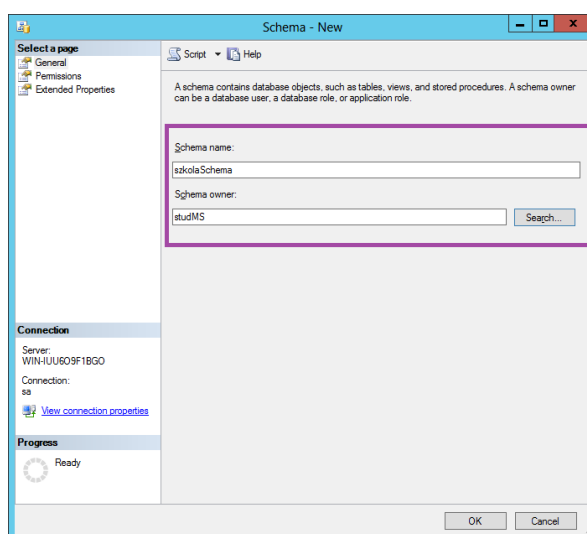 Schema - New
Select a page
General
Permissions
Extended Properties
Script
Help
A schema contains database objects, such as tables, views, and stored procedures. A schema owner
can be a database user, a database role, or application role.
Schema name:
szkolaSchema
Schema owner:
studMS
Search...
Connection
Server:
WIN-IUU6O9F1BGO
Connection:
sa
View connection properties
Progress
Ready
OK
Cancel